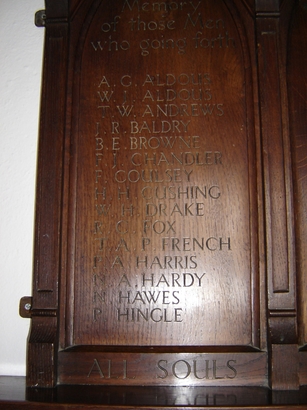 Memory
of those Men
who going forth
A. G. ALDOUS
W. J. ALDOUS
T. W. ANDREWS
J. R. BALDRY
B. E. BROWNE
F. J. CHANDLER
P. GOULSEY
H. H. CUSHING
W. H. DRAKE
R. C. FOX
J. A. P. FRENCH
F. A. HARRIS
N. A. HARDY
N. HAWES
P. HINGLE
ALL SOULS